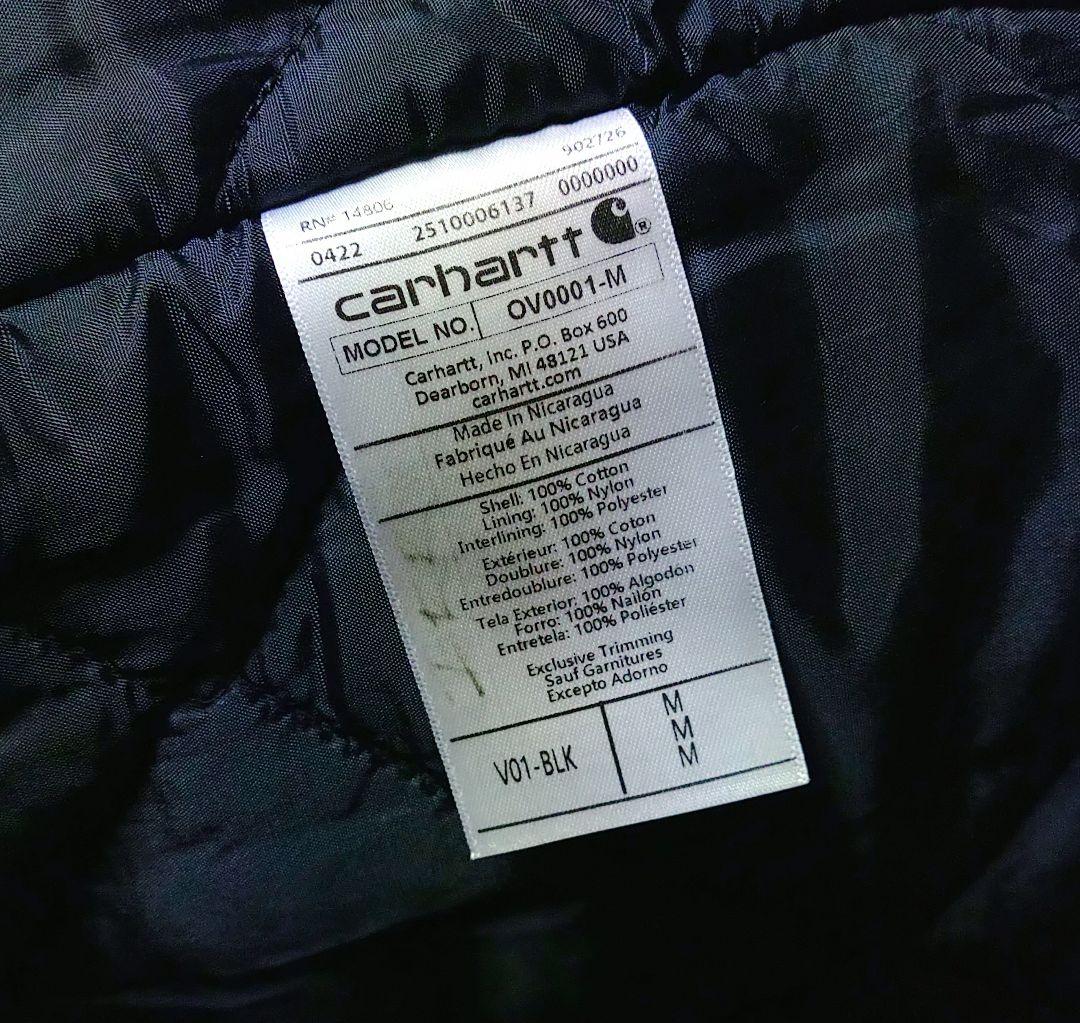 RN# 14806 902726
0422 2510006137 0000000
carhartt ®
MODEL NO. OV0001-M
Carhartt, Inc. P.O. Box 600
Dearborn, MI 48121 USA
carhartt.com
Made In Nicaragua
Fabriqué Au Nicaragua
Hecho En Nicaragua
Shell: 100% Cotton
Lining: 100% Nylon
Interlining: 100% Polyester
Extérieur: 100% Coton
Doublure: 100% Nylon
Entredoublure: 100% Polyester
Tela Exterior: 100% Algodón
Forro: 100% Nailón
Entretela: 100% Poliéster
Exclusive Trimming
Sauf Garnitures
Excepto Adorno
V01-BLK
M
M
M